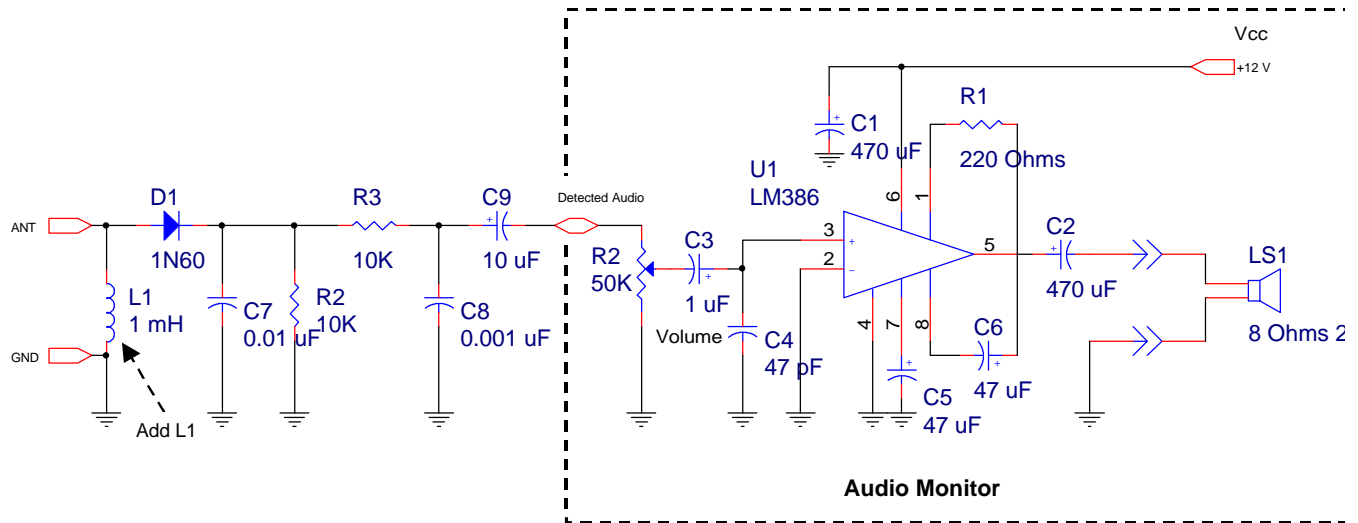 Vcc
+12 V
C1
470 uF
R1
220 Ohms
U1
LM386
6
1
3
2
5
4
7
8
+
−
ANT
D1
1N60
R3
10K
C9
10 uF
Detected Audio
R2
50K
Volume
C3
1 uF
C2
470 uF
LS1
8 Ohms 2
L1
1 mH
C7
0.01 uF
R2
10K
C8
0.001 uF
C4
47 pF
C5
47 uF
C6
47 uF
GND
Add L1
Audio Monitor